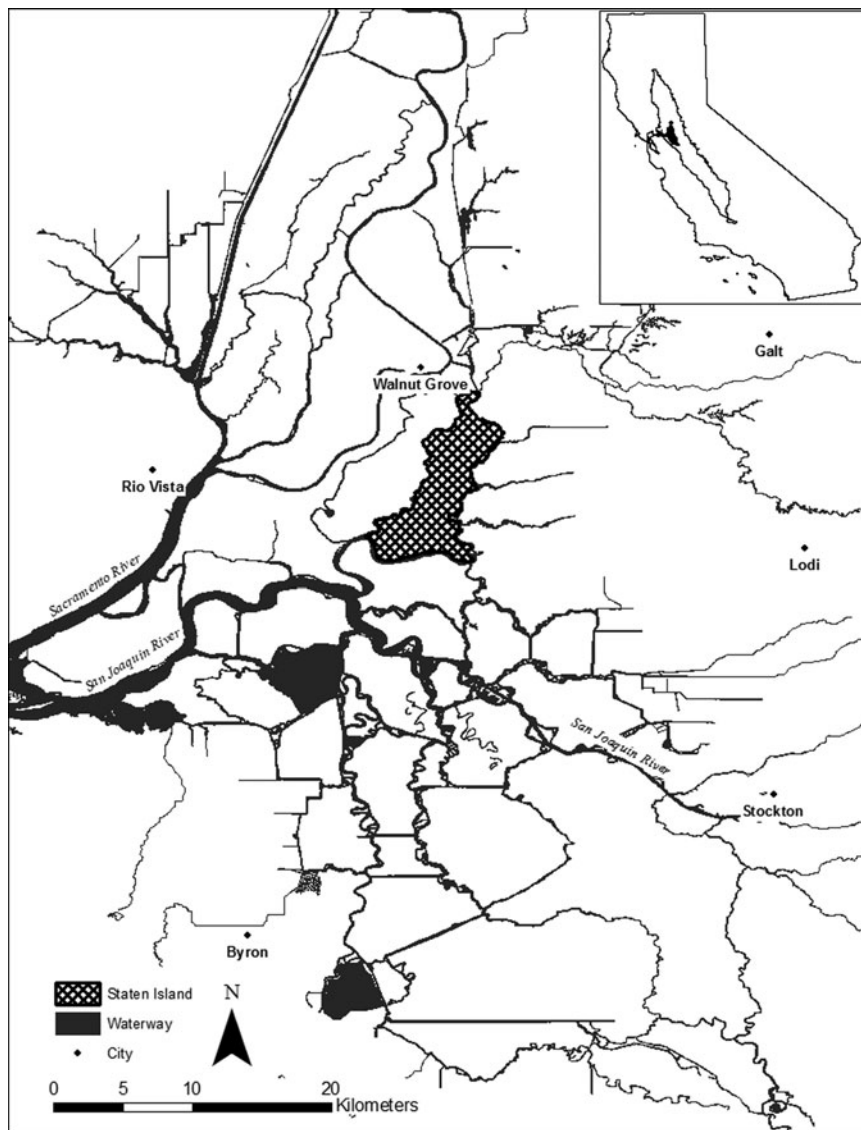 Galt
Walnut Grove
Rio Vista
Lodi
Sacramento River
San Joaquin River
San Joaquin River
Stockton
Byron
Staten Island
N
Waterway
City
0 5 10 20
Kilometers